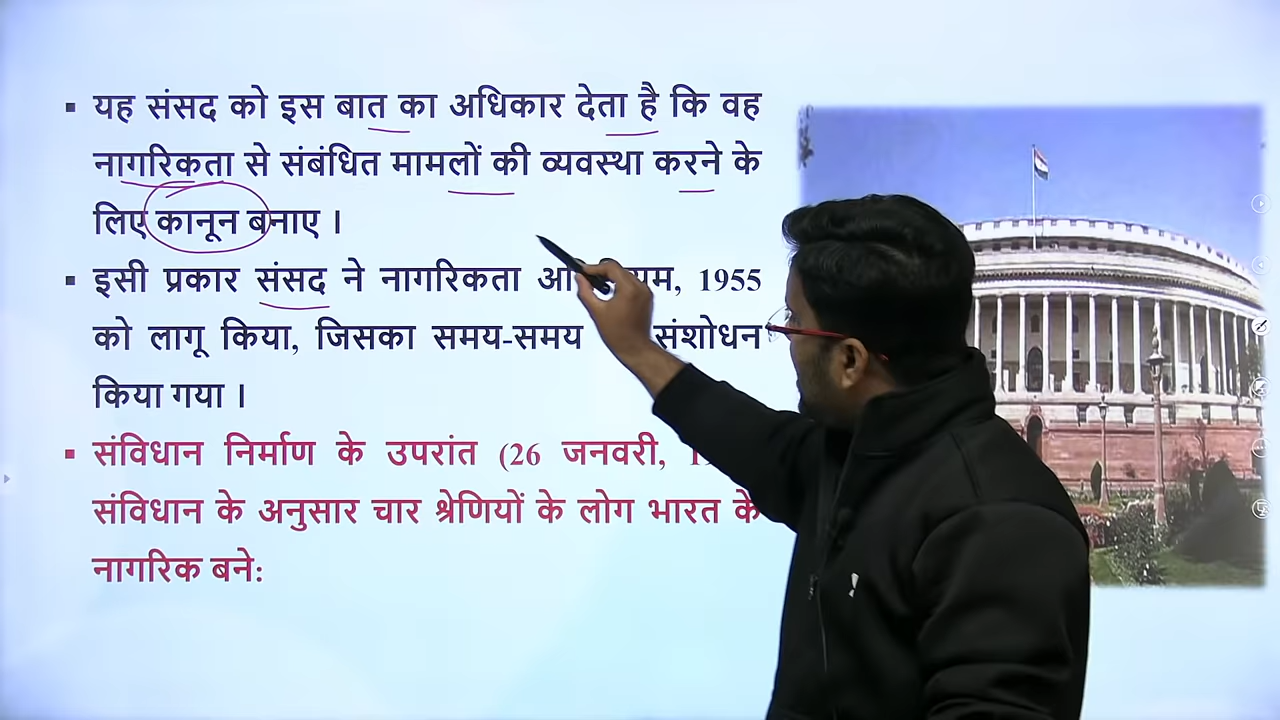 ▪ यह संसद को इस बात का अधिकार देता है कि वह
नागरिकता से संबंधित मामलों की व्यवस्था करने के
लिए कानून बनाए ।
▪ इसी प्रकार संसद ने नागरिकता 1955
को लागू किया, जिसका समय-समय संशोधन
किया गया ।
▪ संविधान निर्माण के उपरांत (26 जनवरी,
संविधान के अनुसार चार श्रेणियों के लोग भारत के
नागरिक बने: